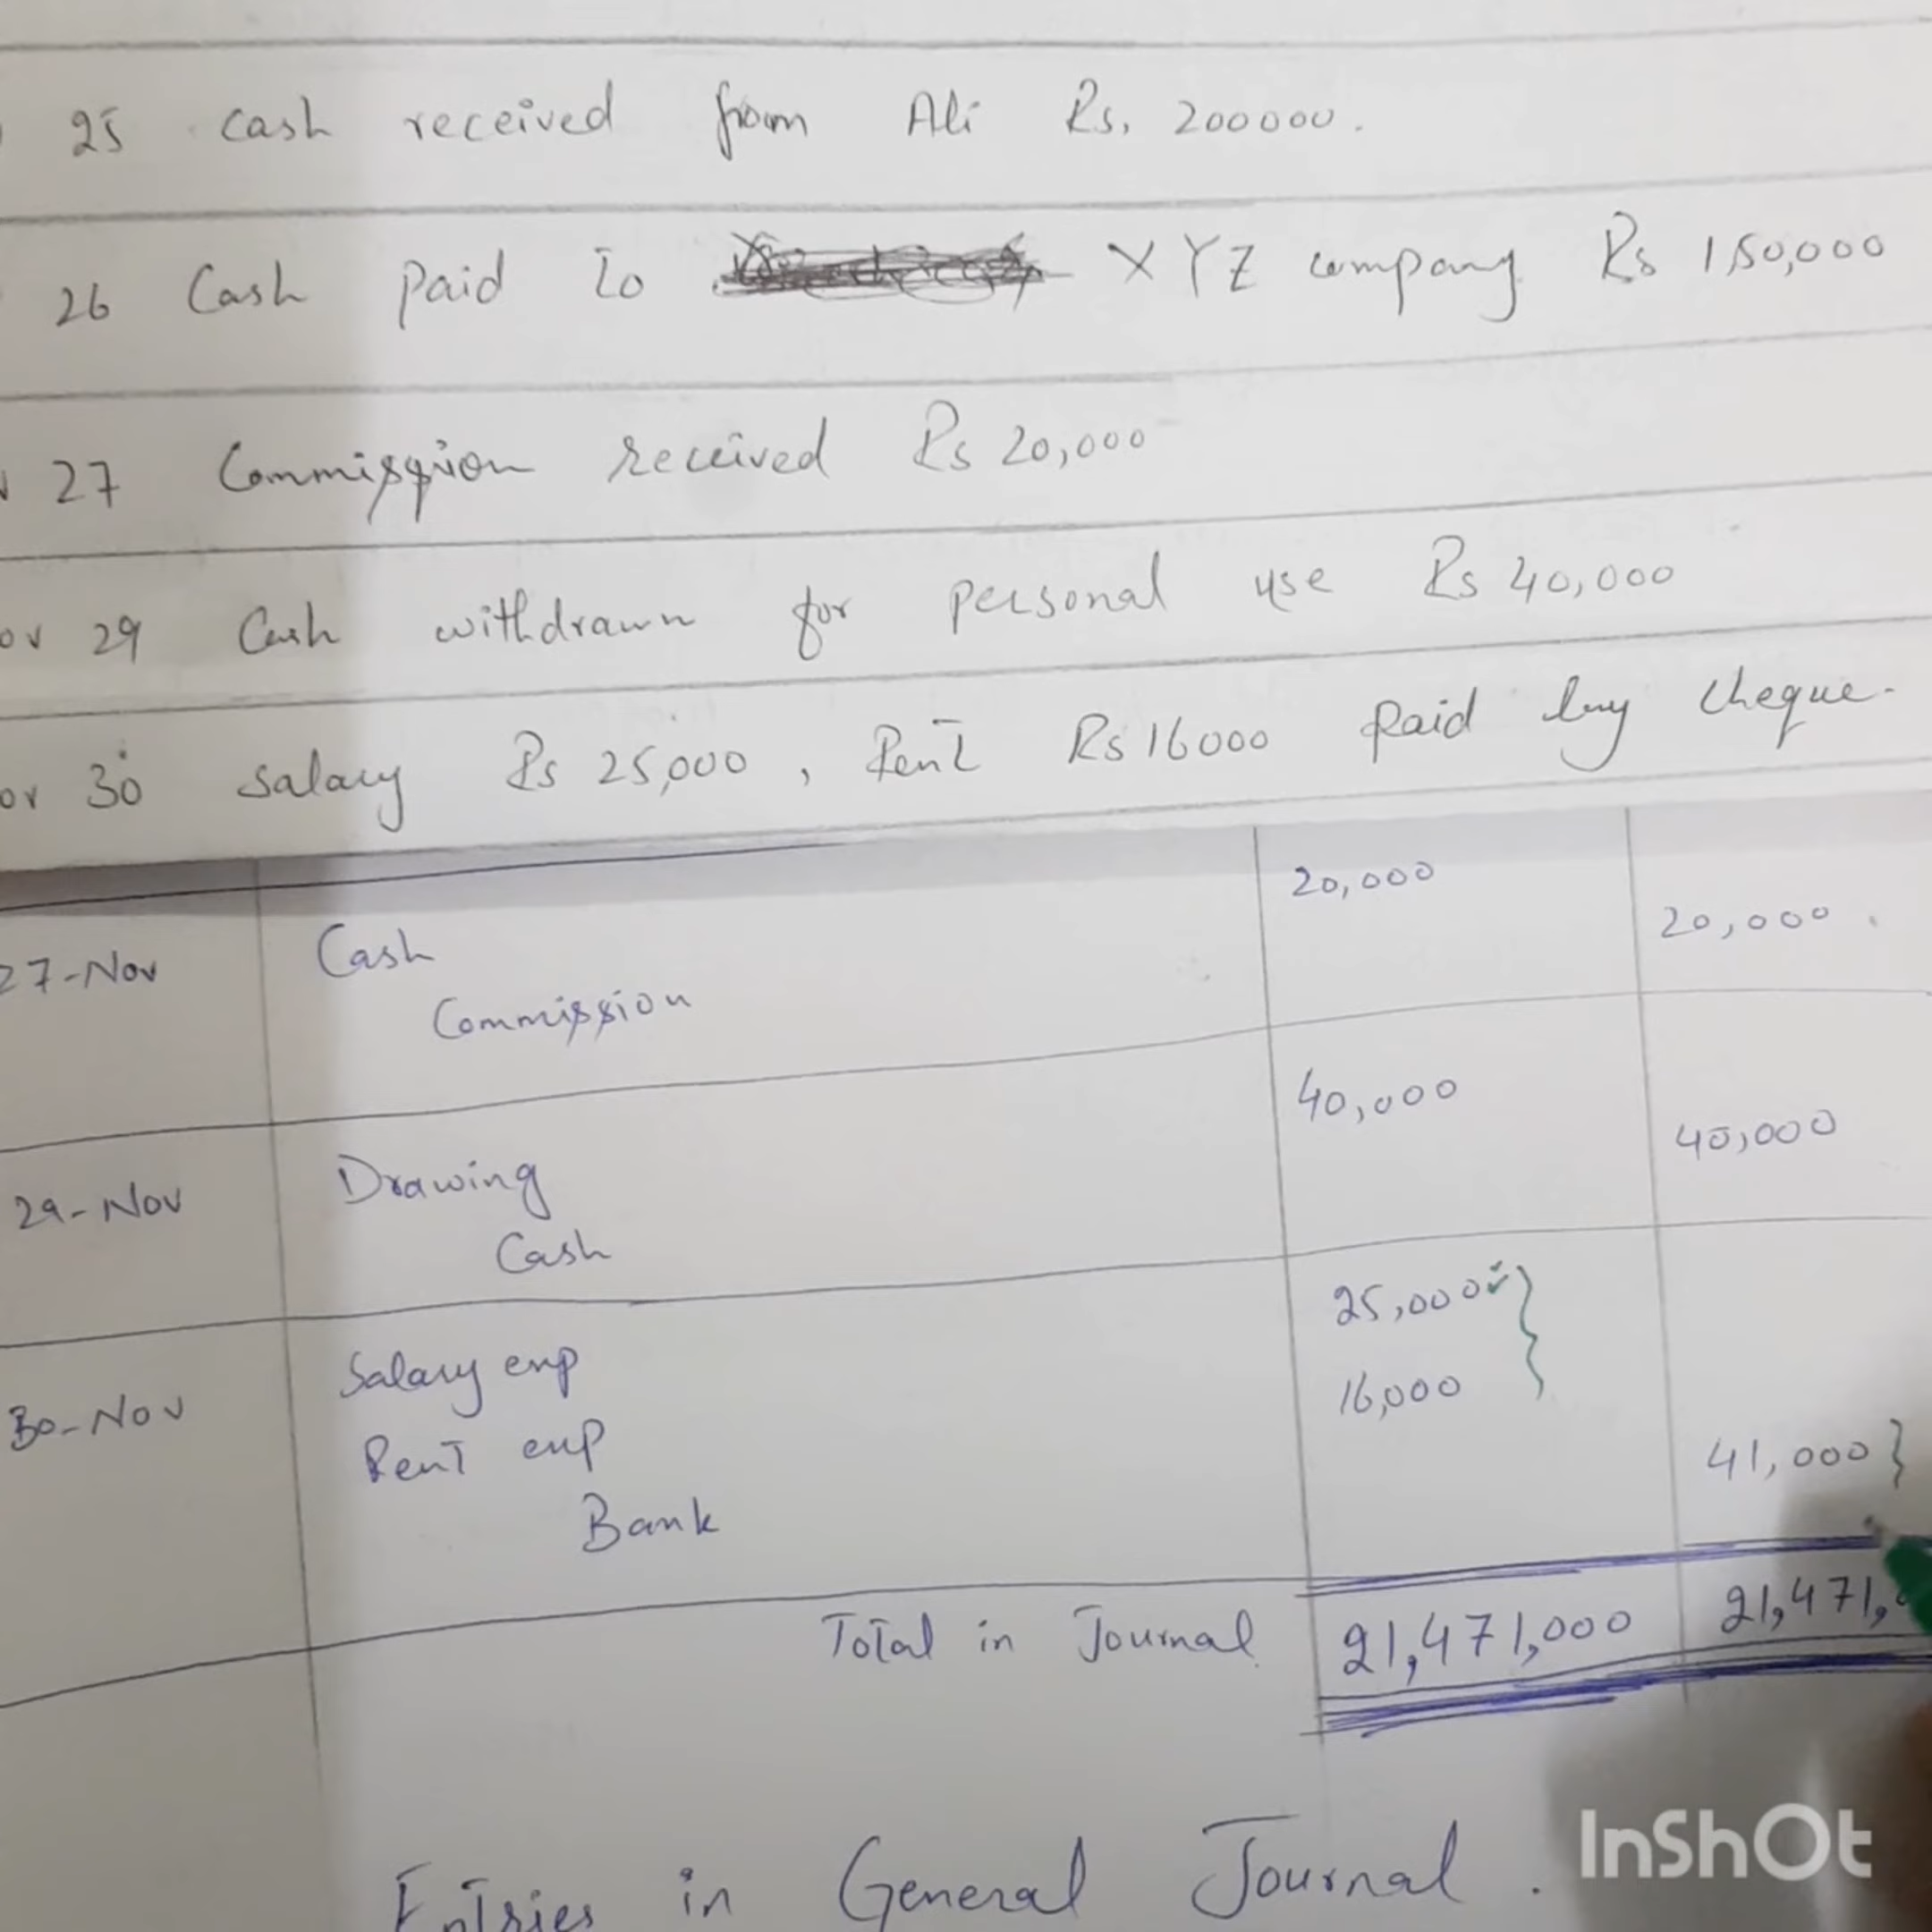 25 Cash received from Ali Rs. 200000.
26 Cash paid to XYZ company Rs 150,000
27 Commission received Rs 20,000
ov 29 Cash withdrawn for personal use Rs 40,000
ov 30 Salary Rs 25,000, Rent Rs 16000 paid by cheque.
27-Nov Cash 20,000
Commission 20,000
29-Nov Drawing 40,000
Cash 40,000
30-Nov Salary exp 25,000
Rent exp 16,000
Bank 41,000
Total in Journal 21,471,000 21,471,
Entries in General Journal.
InShOt